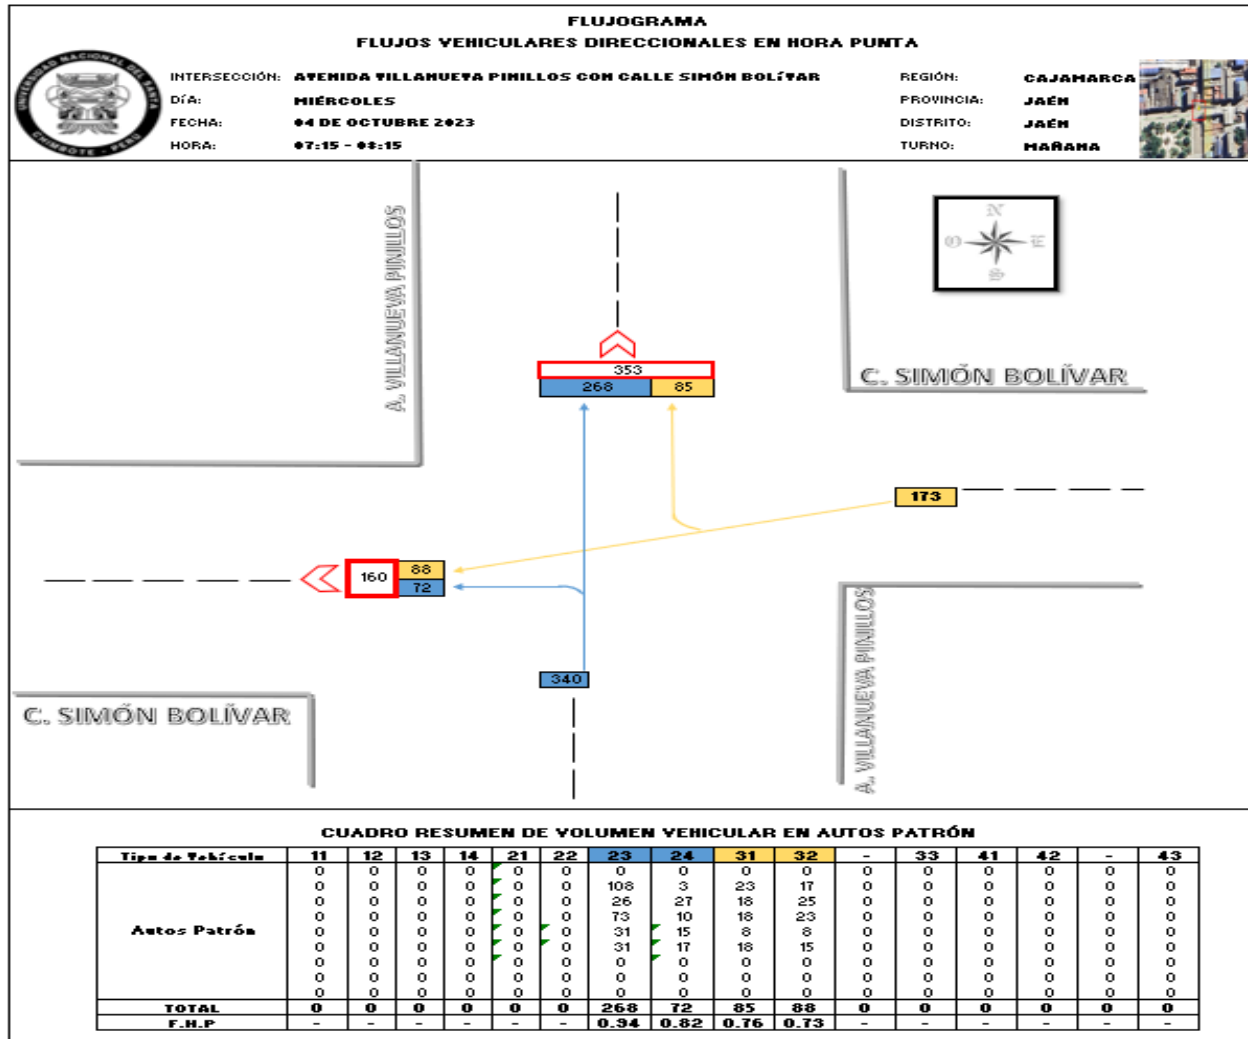 FLUJOGRAMA
FLUJOS VEHICULARES DIRECCIONALES EN HORA PUNTA
INTERSECCIÓN: AVENIDA VILLANUEVA PINILLOS CON CALLE SIMÓN BOLÍVAR REGIÓN: CAJAMARCA
DÍA: MIÉRCOLES PROVINCIA: JAÉN
FECHA: 04 DE OCTUBRE 2023 DISTRITO: JAÉN
HORA: 07:15 - 08:15 TURNO: MAÑANA
UNIVERSIDAD NACIONAL DEL SANTA
CHIMBOTE - PERU
A. VILLANUEVA PINILLOS
N
O E
S
353
268 85
C. SIMÓN BOLÍVAR
173
160 88
72
340
C. SIMÓN BOLÍVAR
A. VILLANUEVA PINILLOS
CUADRO RESUMEN DE VOLUMEN VEHICULAR EN AUTOS PATRÓN
Tipo de Vehículo 11 12 13 14 21 22 23 24 31 32 - 33 41 42 - 43
0 0 0 0 0 0 0 0 0 0 0 0 0 0 0 0
0 0 0 0 0 0 108 3 23 17 0 0 0 0 0 0
0 0 0 0 0 0 26 27 18 25 0 0 0 0 0 0
0 0 0 0 0 0 73 10 18 23 0 0 0 0 0 0
Autos Patrón 0 0 0 0 0 0 31 15 8 8 0 0 0 0 0 0
0 0 0 0 0 0 31 17 18 15 0 0 0 0 0 0
0 0 0 0 0 0 0 0 0 0 0 0 0 0 0 0
0 0 0 0 0 0 0 0 0 0 0 0 0 0 0 0
0 0 0 0 0 0 0 0 0 0 0 0 0 0 0 0
TOTAL 0 0 0 0 0 0 268 72 85 88 0 0 0 0 0 0
F.H.P - - - - - - 0.94 0.82 0.76 0.73 - - - - - -